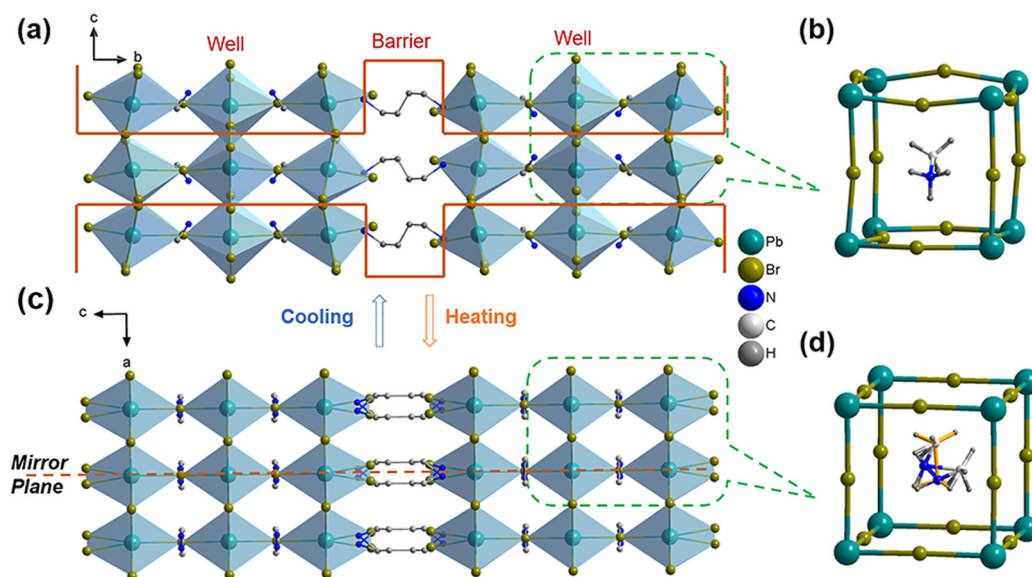 (a)
c
b
Well
Barrier
Well
(b)
Pb
Br
N
C
H
(c)
c
a
Cooling
Heating
Mirror
Plane
(d)